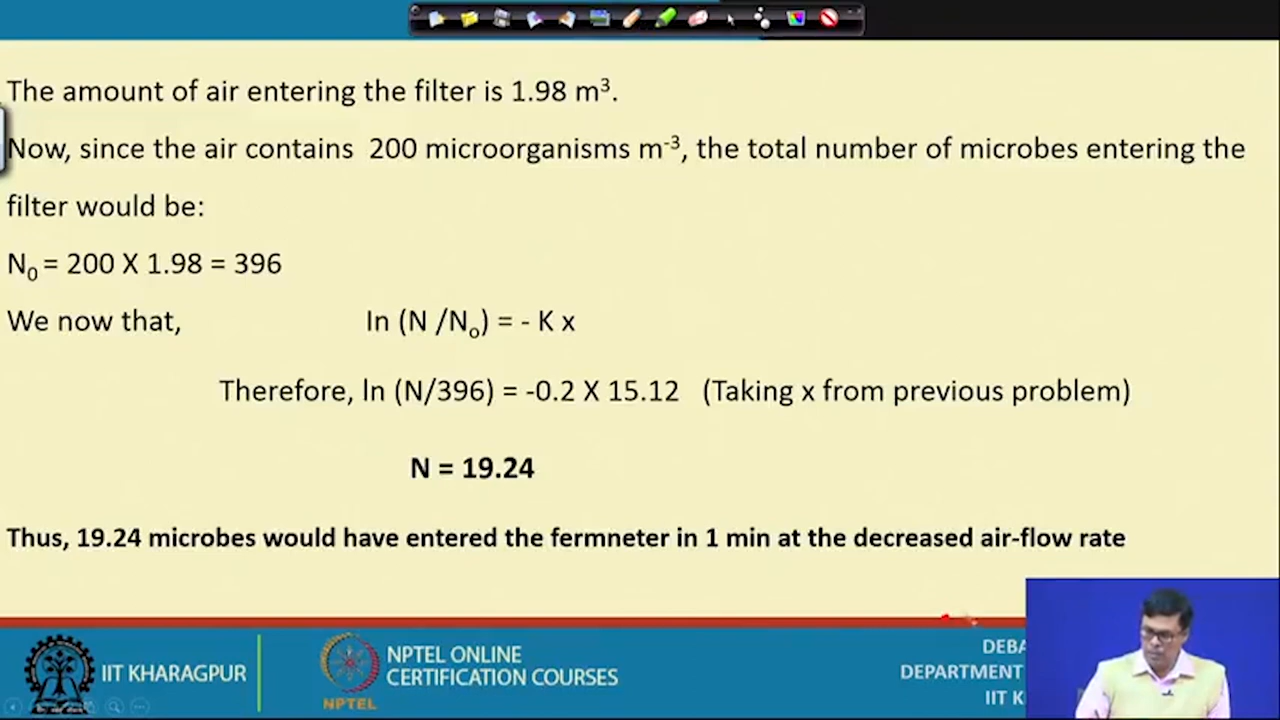 The amount of air entering the filter is 1.98 m³.
Now, since the air contains 200 microorganisms m⁻³, the total number of microbes entering the
filter would be:
N₀ = 200 X 1.98 = 396
We now that, ln (N /Nₒ) = - K x
Therefore, ln (N/396) = -0.2 X 15.12 (Taking x from previous problem)
N = 19.24
Thus, 19.24 microbes would have entered the fermneter in 1 min at the decreased air-flow rate
IIT KHARAGPUR
NPTEL
NPTEL ONLINE
CERTIFICATION COURSES
DEBA
DEPARTMENT
IIT K